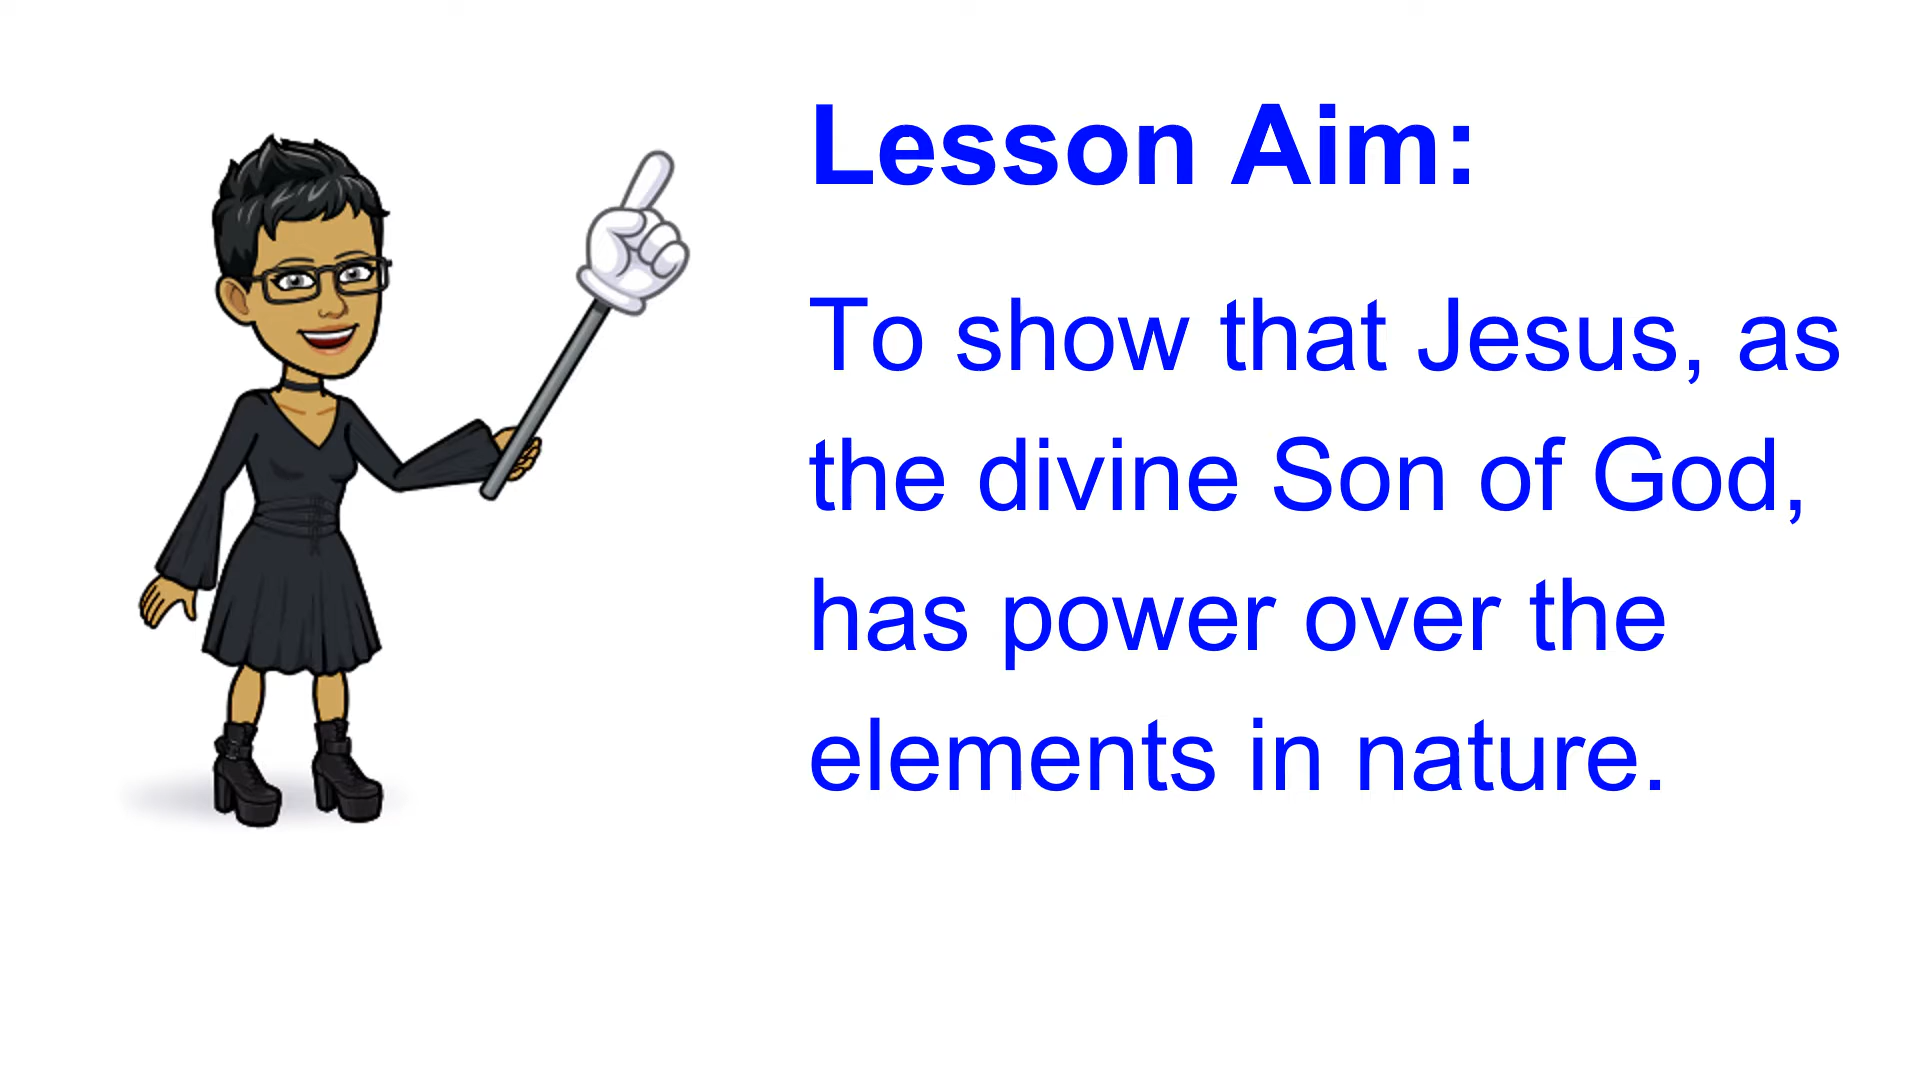 Lesson Aim:
To show that Jesus, as
the divine Son of God,
has power over the
elements in nature.